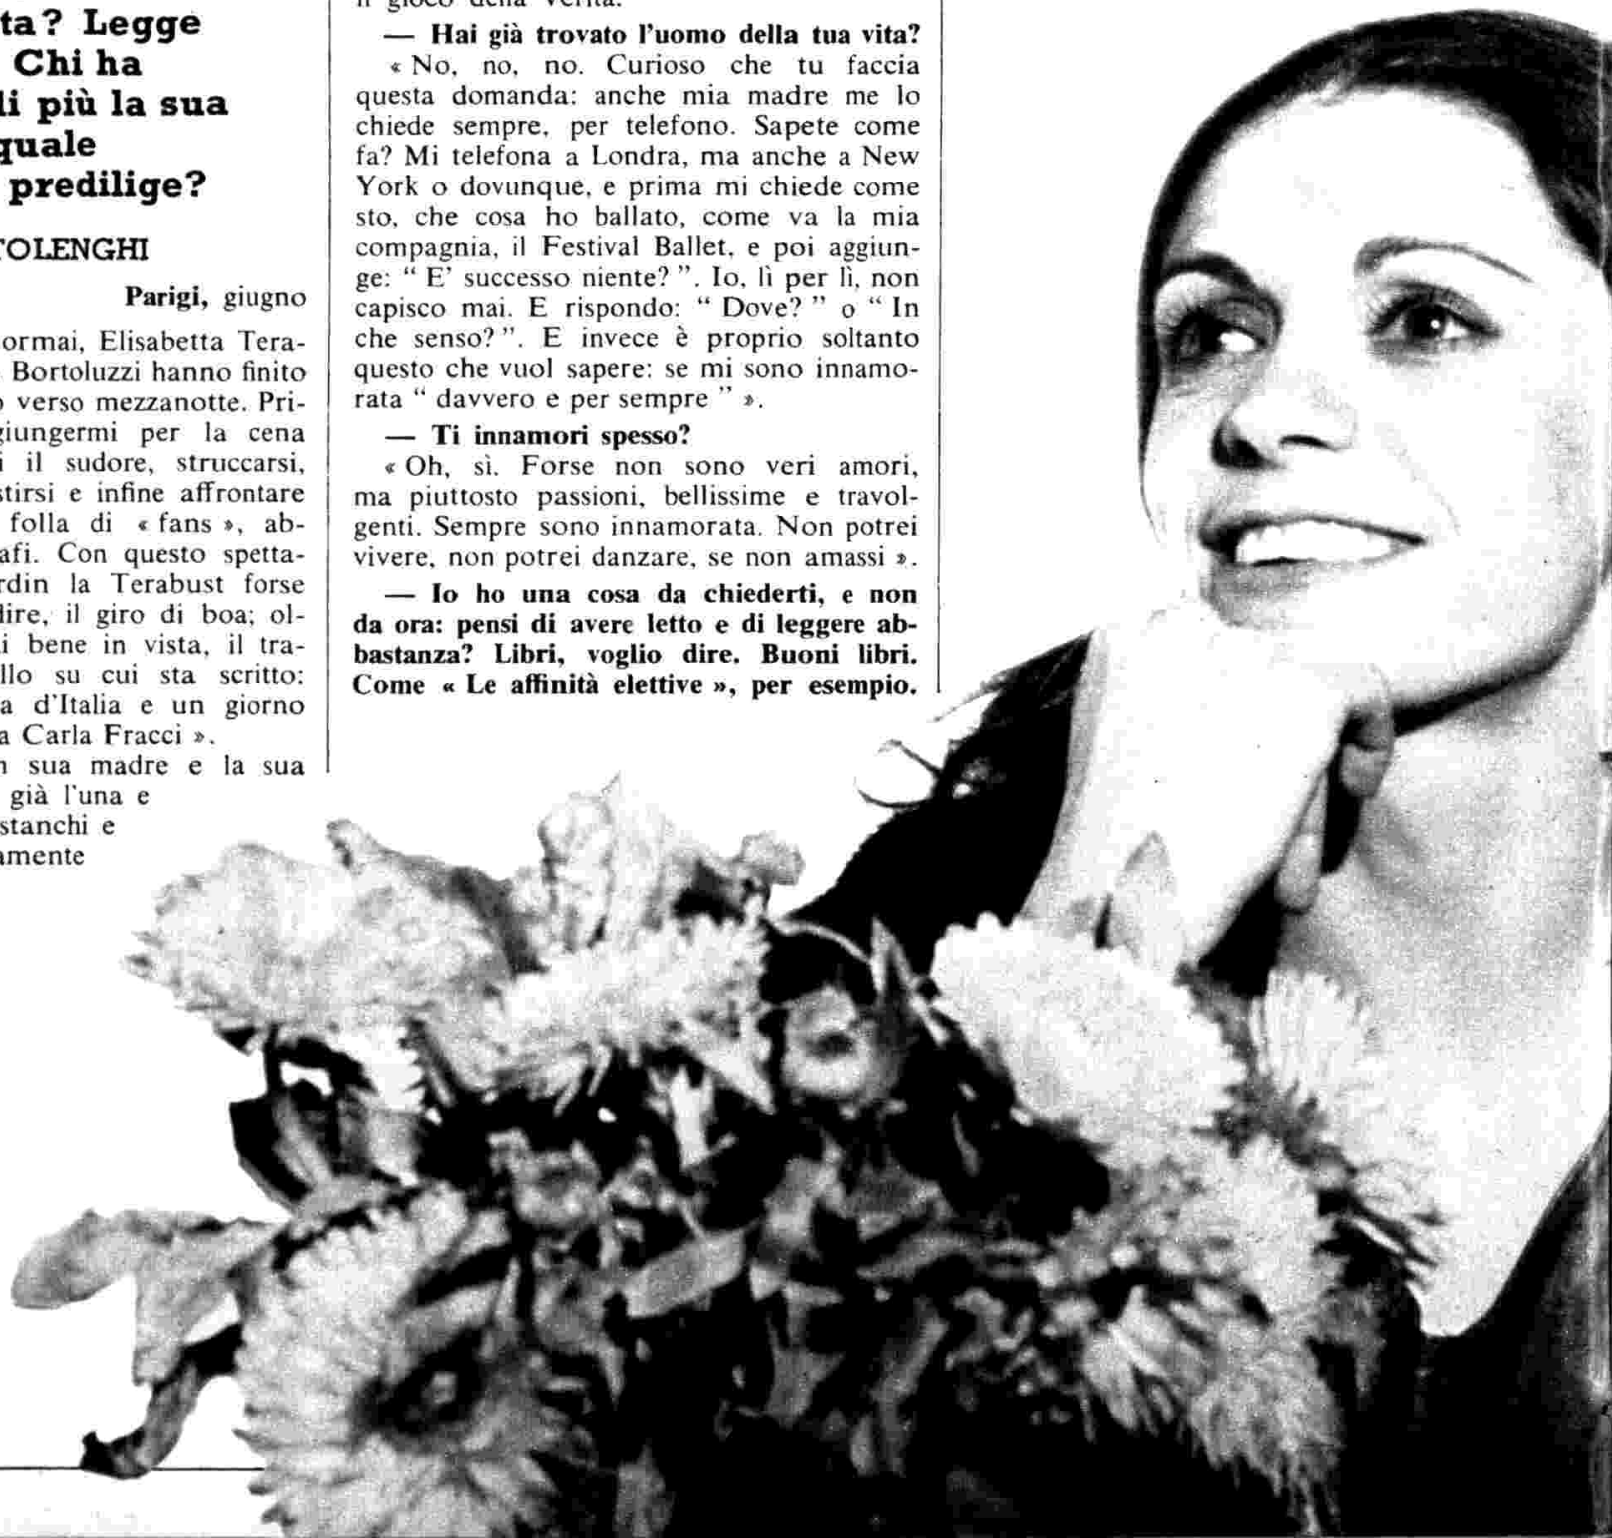 ta? Legge
Chi ha
più la sua
quale
predilige?
TOLENGHI
Parigi, giugno
ormai, Elisabetta Tera-
Bortoluzzi hanno finito
verso mezzanotte. Pri-
giungermi per la cena
il sudore, struccarsi,
stirsi e infine affrontare
folla di « fans », ab-
afi. Con questo spetta-
rdin la Terabust forse
dire, il giro di boa; ol-
i bene in vista, il tra-
llo su cui sta scritto:
a d'Italia e un giorno
a Carla Fracci ».
sua madre e la sua
già l'una e
stanchi e
amente
il gioco della verità.
— Hai già trovato l'uomo della tua vita?
« No, no, no. Curioso che tu faccia
questa domanda: anche mia madre me lo
chiede sempre, per telefono. Sapete come
fa? Mi telefona a Londra, ma anche a New
York o dovunque, e prima mi chiede come
sto, che cosa ho ballato, come va la mia
compagnia, il Festival Ballet, e poi aggiun-
ge: “ E' successo niente? ”. Io, lì per lì, non
capisco mai. E rispondo: “ Dove? ” o “ In
che senso? ”. E invece è proprio soltanto
questo che vuol sapere: se mi sono innamo-
rata “ davvero e per sempre ” ».
— Ti innamori spesso?
« Oh, sì. Forse non sono veri amori,
ma piuttosto passioni, bellissime e travol-
genti. Sempre sono innamorata. Non potrei
vivere, non potrei danzare, se non amassi ».
— Io ho una cosa da chiederti, e non
da ora: pensi di avere letto e di leggere ab-
bastanza? Libri, voglio dire. Buoni libri.
Come « Le affinità elettive », per esempio.